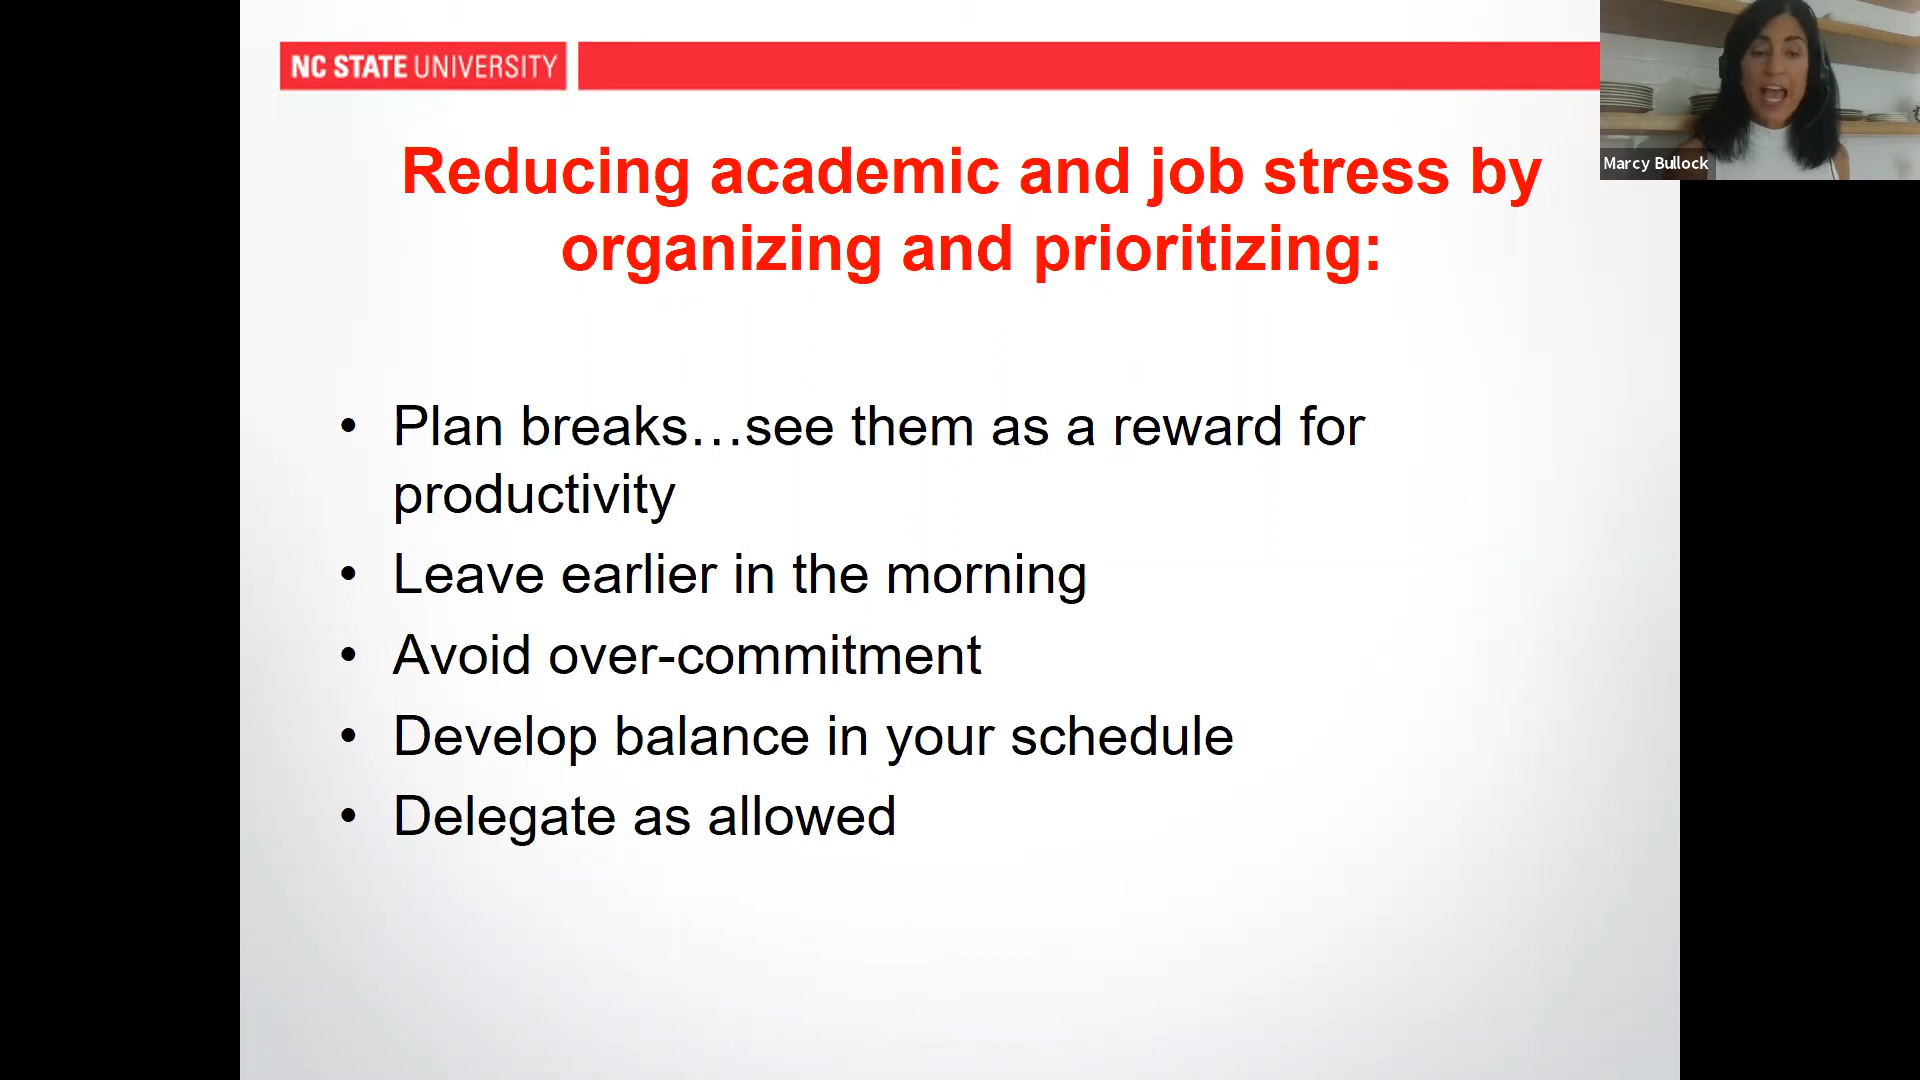 NC STATE UNIVERSITY
Marcy Bullock
Reducing academic and job stress by
organizing and prioritizing:
• Plan breaks…see them as a reward for
productivity
• Leave earlier in the morning
• Avoid over-commitment
• Develop balance in your schedule
• Delegate as allowed